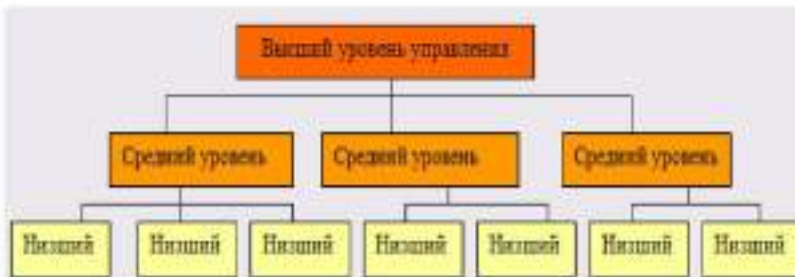 Высший уровень управления
Средний уровень
Средний уровень
Средний уровень
Низший
Низший
Низший
Низший
Низший
Низший
Низший